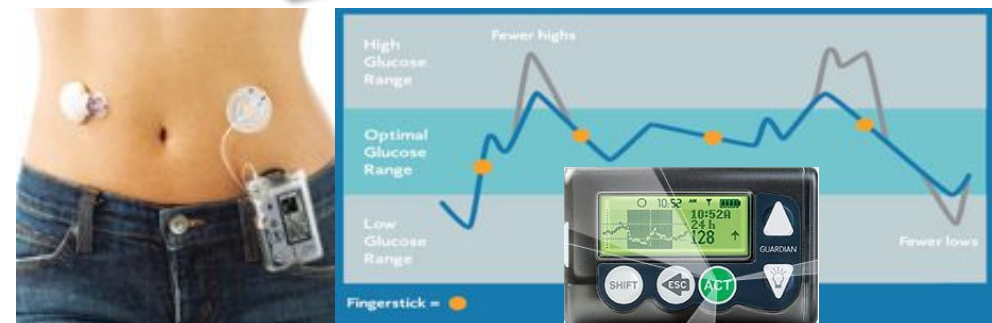 High
Glucose
Range
Fewer highs
Optimal
Glucose
Range
Low
Glucose
Range
Fewer lows
Fingerstick =
10:52 AM
10:52A
24 h
128
GUARDIAN
SHIFT
ESC
ACT